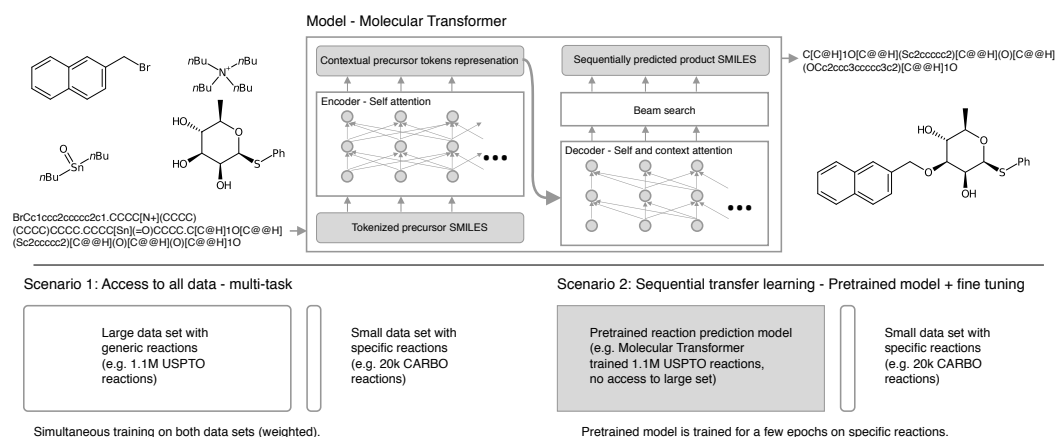 Model - Molecular Transformer
Br
nBu
nBu
N+
nBu
nBu
HO
HO
O
S
Ph
OH
O
Sn
nBu
nBu
BrCc1ccc2ccccc2c1.CCCC[N+](CCCC)
(CCCC)CCCC.CCCC[Sn](=O)CCCC.C[C@H]1O[C@@H]
(Sc2ccccc2)[C@@H](O)[C@@H](O)[C@@H]1O
Contextual precursor tokens represenation
Encoder - Self attention
Tokenized precursor SMILES
Sequentially predicted product SMILES
Beam search
Decoder - Self and context attention
C[C@H]1O[C@@H](Sc2ccccc2)[C@@H](O)[C@@H]
(OCc2ccc3ccccc3c2)[C@@H]1O
HO
O
O
S
Ph
OH
Scenario 1: Access to all data - multi-task
Large data set with
generic reactions
(e.g. 1.1M USPTO
reactions)
Small data set with
specific reactions
(e.g. 20k CARBO
reactions)
Simultaneous training on both data sets (weighted).
Scenario 2: Sequential transfer learning - Pretrained model + fine tuning
Pretrained reaction prediction model
(e.g. Molecular Transformer
trained 1.1M USPTO reactions,
no access to large set)
Small data set with
specific reactions
(e.g. 20k CARBO
reactions)
Pretrained model is trained for a few epochs on specific reactions.